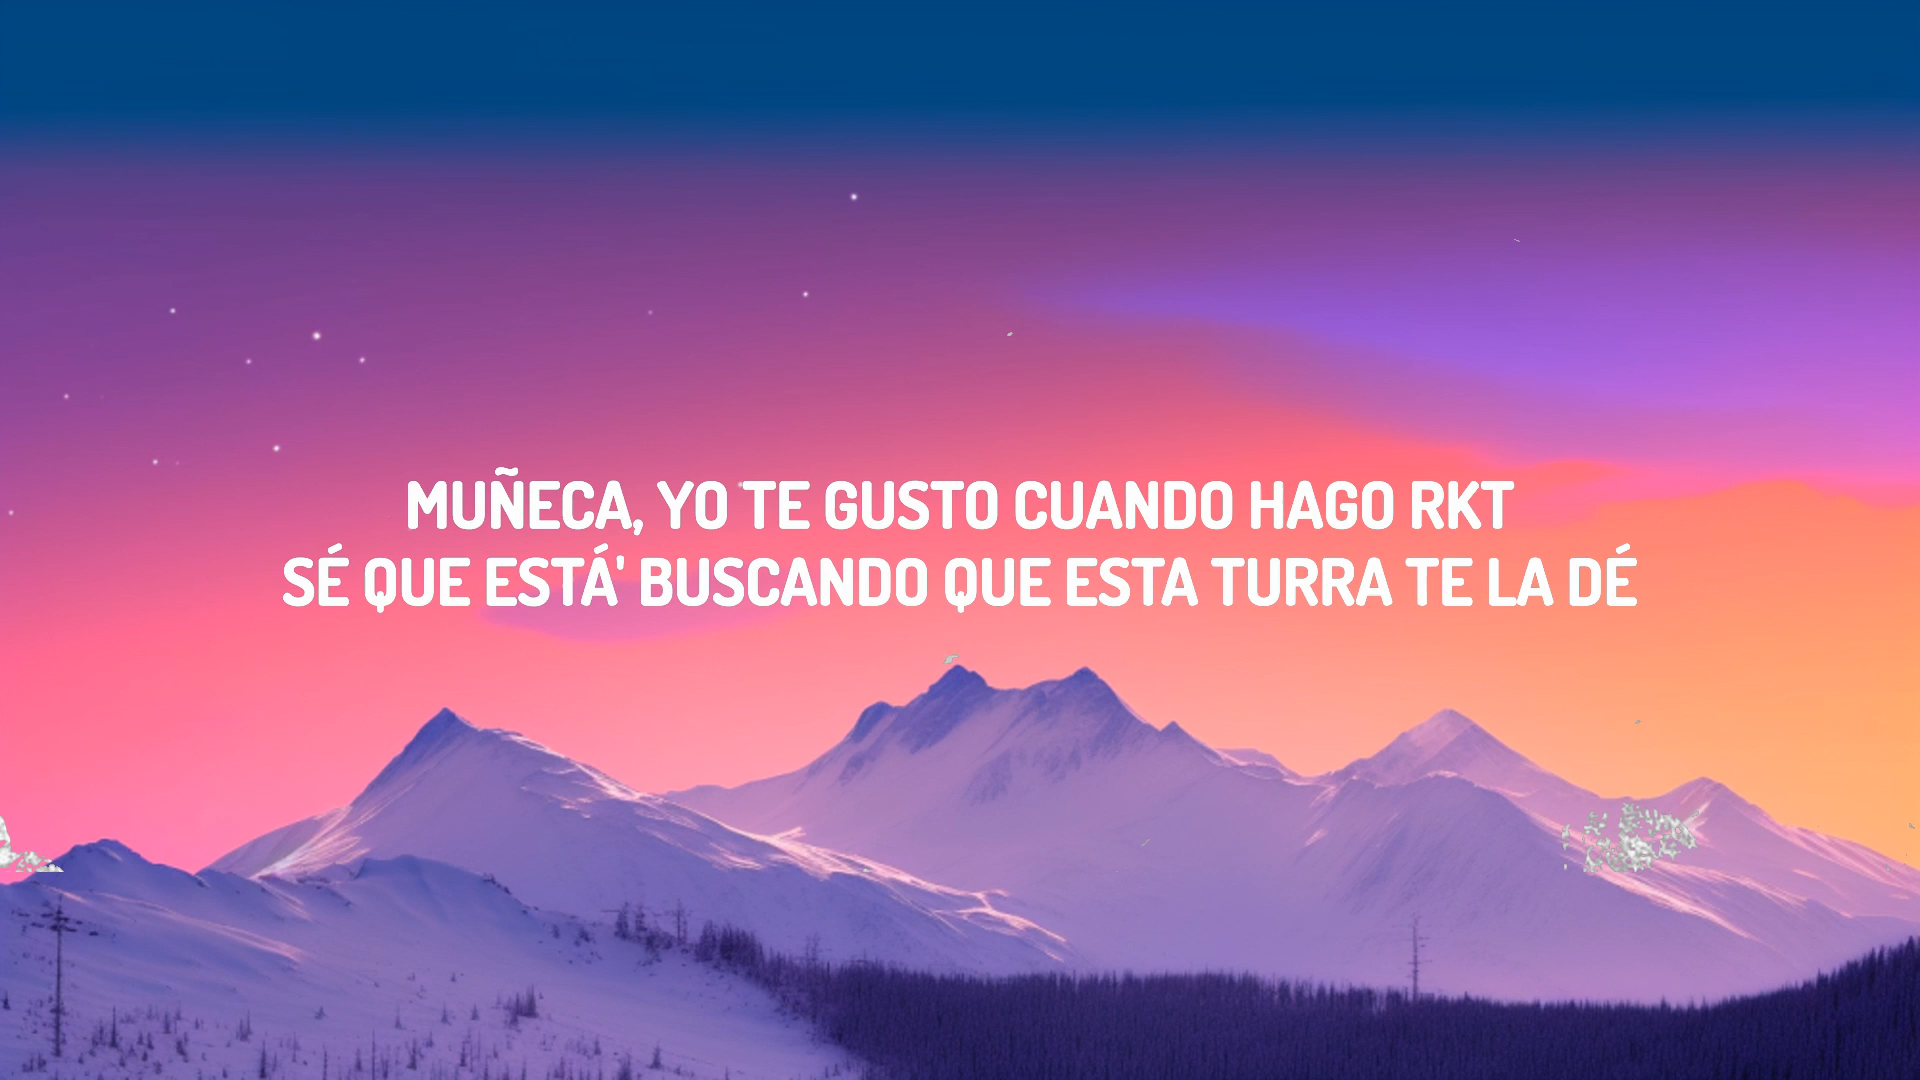 MUÑECA, YO TE GUSTO CUANDO HAGO RKT
SÉ QUE ESTÁ' BUSCANDO QUE ESTA TURRA TE LA DÉ